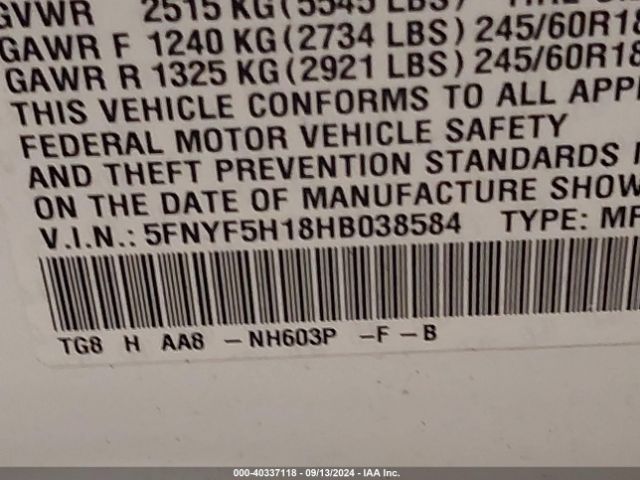 GVWR 2515 KG(5545 LBS)
GAWR F 1240 KG(2734 LBS) 245/60R18
GAWR R 1325 KG(2921 LBS) 245/60R18
THIS VEHICLE CONFORMS TO ALL APPL
FEDERAL MOTOR VEHICLE SAFETY
AND THEFT PREVENTION STANDARDS
ON THE DATE OF MANUFACTURE SHOW
V.I.N.: 5FNYF5H18HB038584 TYPE: MP
TG8 H AA8 - NH603P - F - B
000-40337118 - 09/13/2024 - IAA Inc.